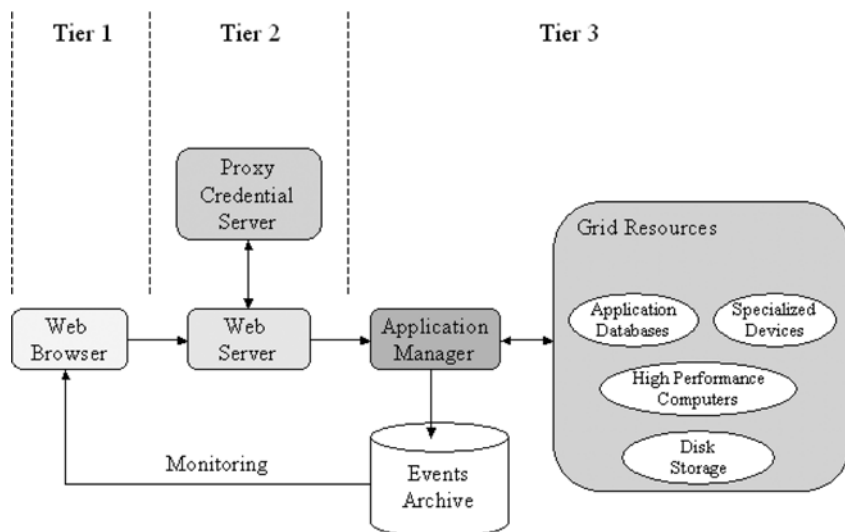 Tier 1
Tier 2
Tier 3
Proxy
Credential
Server
Grid Resources
Application
Databases
Specialized
Devices
Web
Browser
Web
Server
Application
Manager
High Performance
Computers
Disk
Storage
Monitoring
Events
Archive